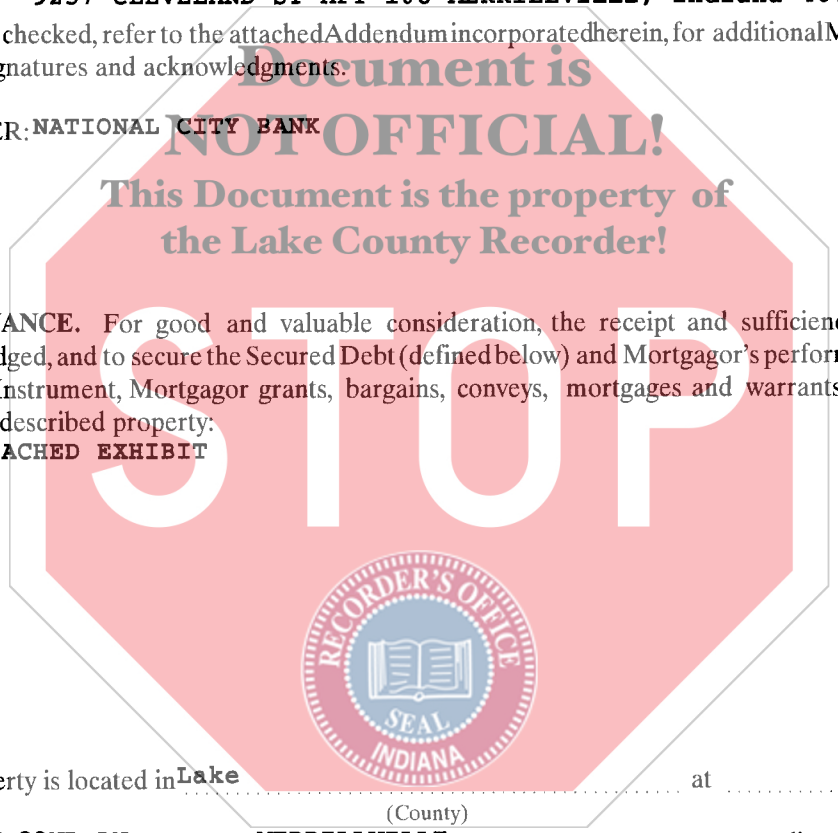 checked, refer to the attached Addendum incorporated herein, for additional
gnatures and acknowledgments.
Document is
ER: NATIONAL CITY BANK
NOT OFFICIAL!
This Document is the property of
the Lake County Recorder!
ANCE. For good and valuable consideration, the receipt and sufficien
dged, and to secure the Secured Debt (defined below) and Mortgagor's perfor
Instrument, Mortgagor grants, bargains, conveys, mortgages and warrants
described property:
ACHED EXHIBIT
STOP
RECORDER'S OFFICE
SEAL
INDIANA
erty is located in Lake at
(County)